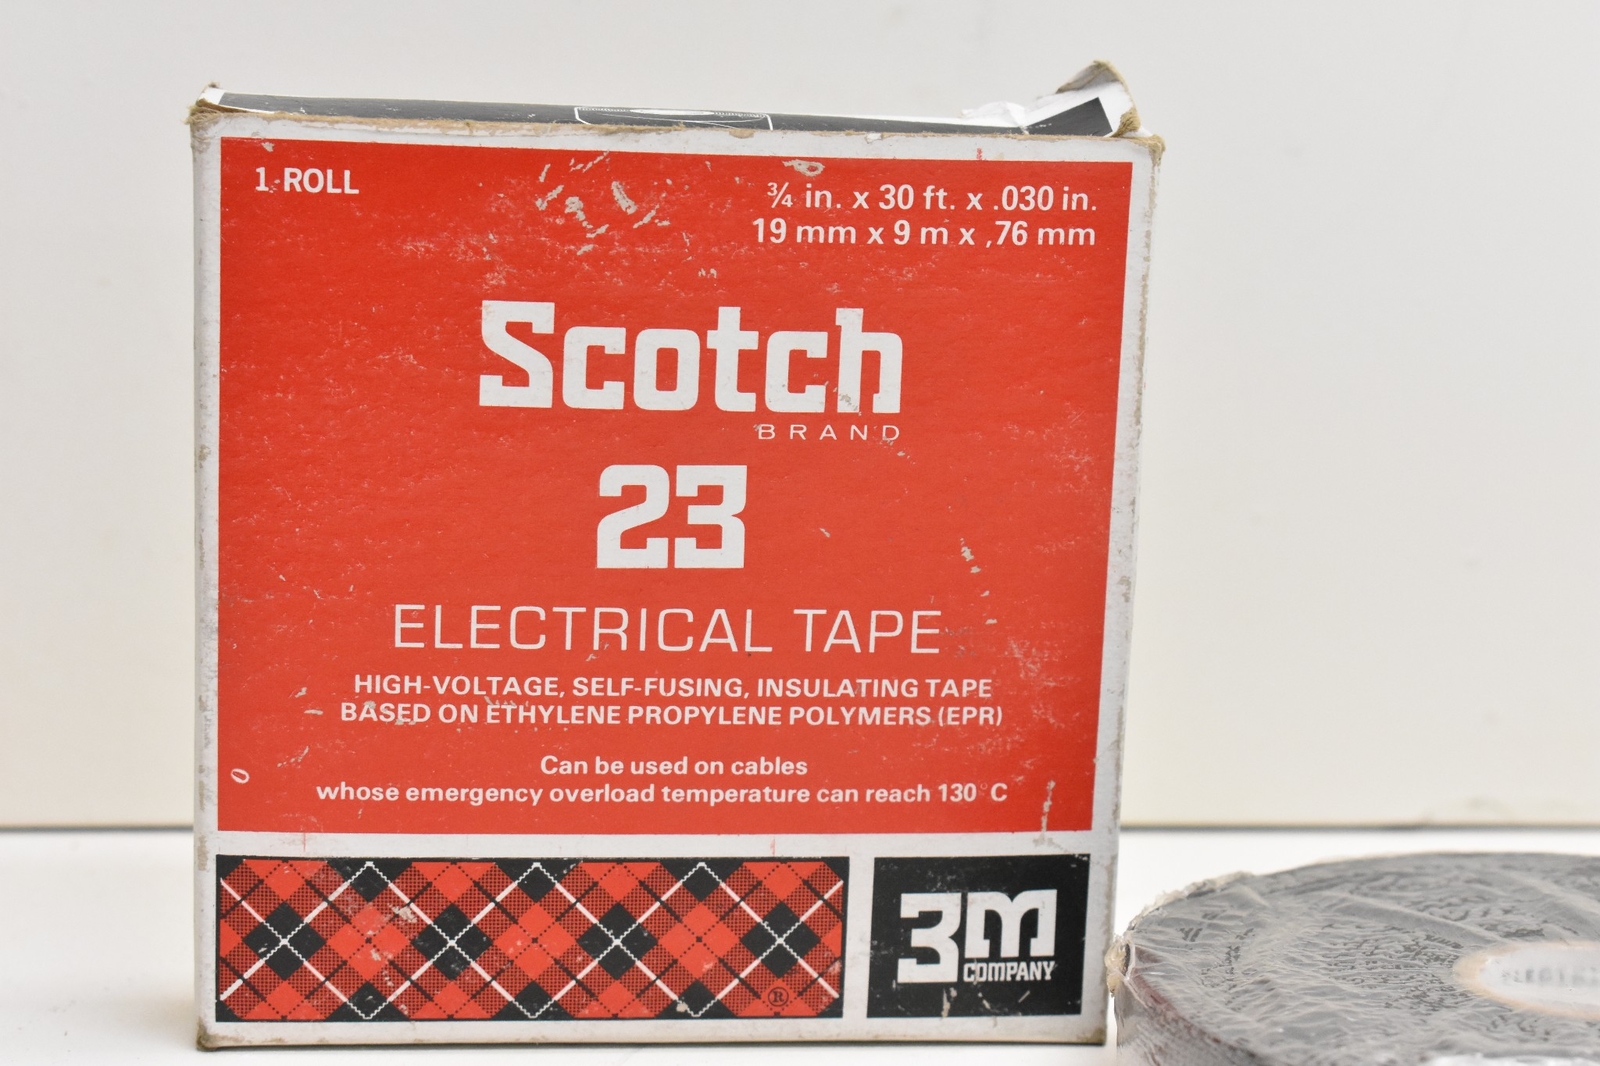 1 ROLL
¾ in. x 30 ft. x .030 in.
19 mm x 9 m x ,76 mm
Scotch
BRAND
23
ELECTRICAL TAPE
HIGH-VOLTAGE, SELF-FUSING, INSULATING TAPE
BASED ON ETHYLENE PROPYLENE POLYMERS (EPR)
Can be used on cables
whose emergency overload temperature can reach 130°C
®
3M
COMPANY